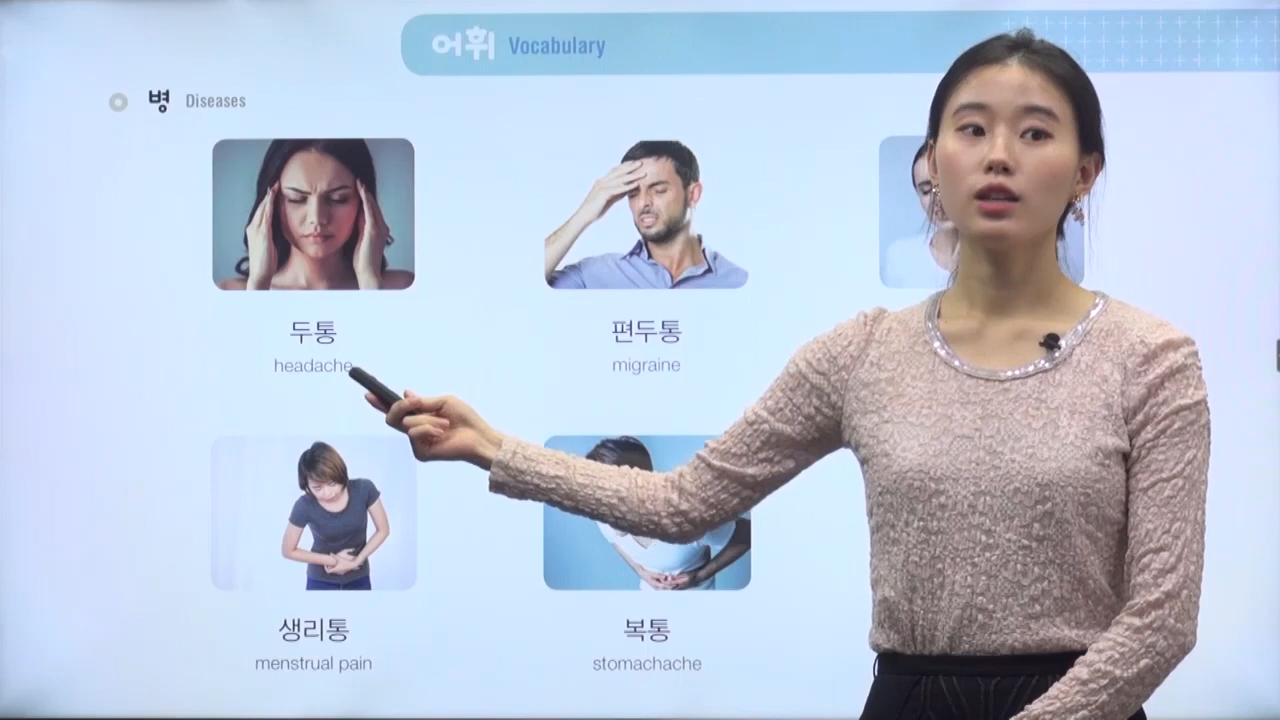 어휘 Vocabulary
병 Diseases
두통
headache
편두통
migraine
생리통
menstrual pain
복통
stomachache